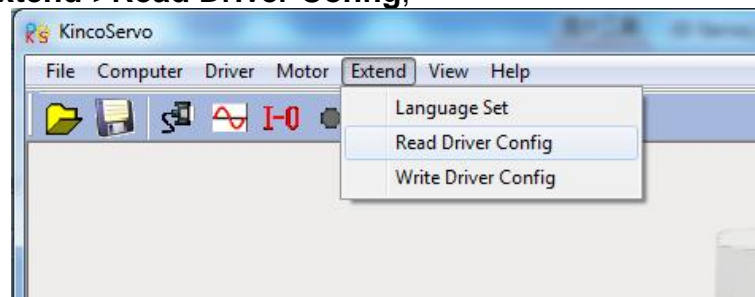 Extend->Read Driver Config,
KincoServo
File Computer Driver Motor Extend View Help
Language Set
I-0
Read Driver Config
Write Driver Config